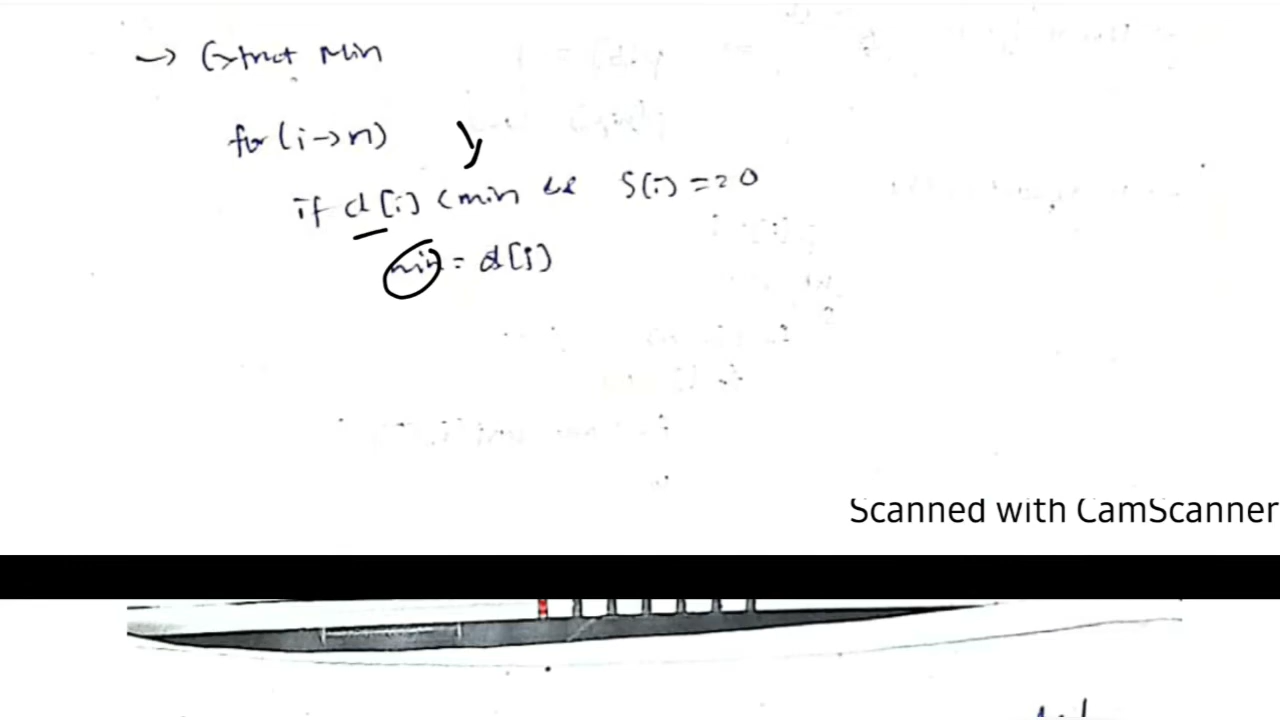 → Extract Min
for(i→n)
if d[i] < min && S(i) == 0
min = d[i]
Scanned with CamScanner